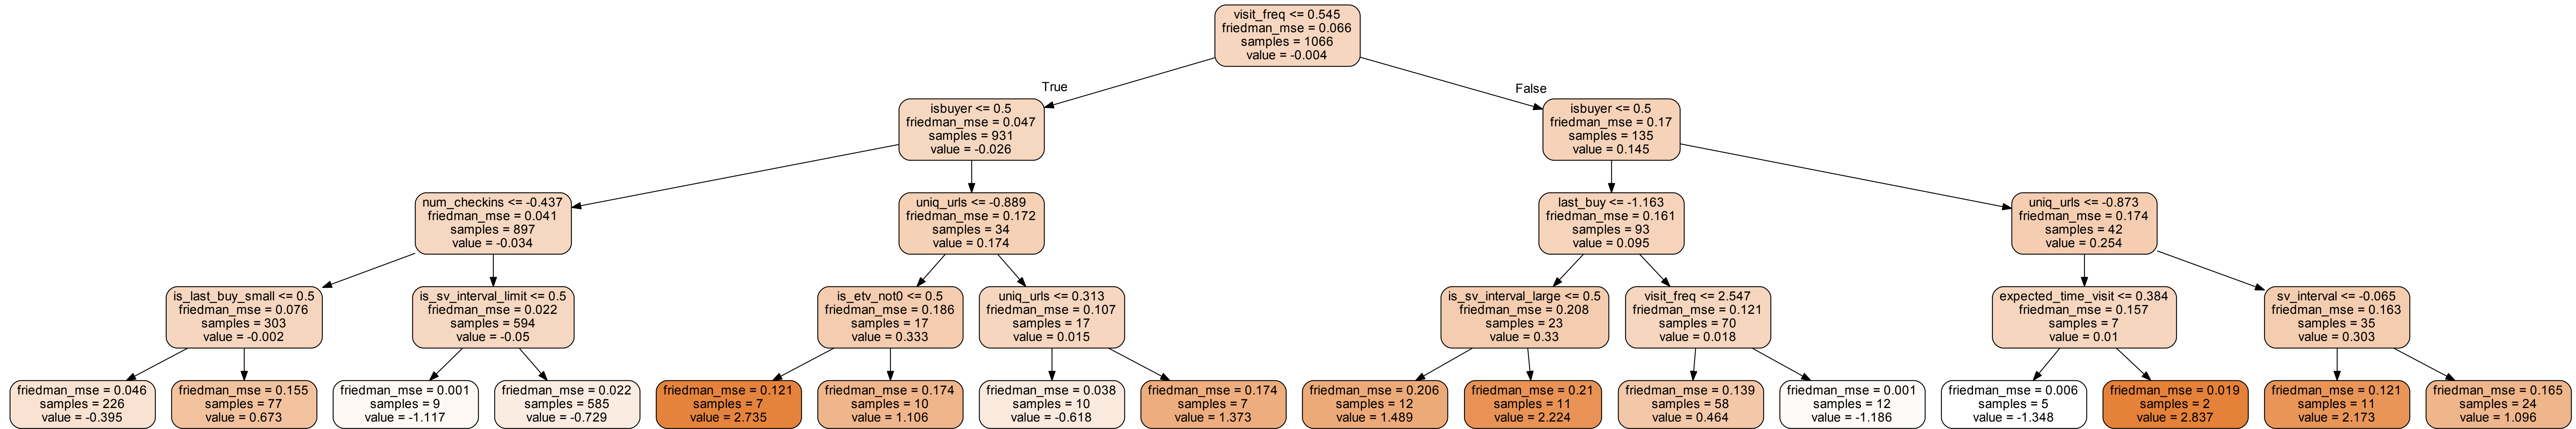 visit_freq <= 0.545
friedman_mse = 0.066
samples = 1066
value = -0.004
True
False
isbuyer <= 0.5
friedman_mse = 0.047
samples = 931
value = -0.026
isbuyer <= 0.5
friedman_mse = 0.17
samples = 135
value = 0.145
num_checkins <= -0.437
friedman_mse = 0.041
samples = 897
value = -0.034
uniq_urls <= -0.889
friedman_mse = 0.172
samples = 34
value = 0.174
last_buy <= -1.163
friedman_mse = 0.161
samples = 93
value = 0.095
uniq_urls <= -0.873
friedman_mse = 0.174
samples = 42
value = 0.254
is_last_buy_small <= 0.5
friedman_mse = 0.076
samples = 303
value = -0.002
is_sv_interval_limit <= 0.5
friedman_mse = 0.022
samples = 594
value = -0.05
is_etv_not0 <= 0.5
friedman_mse = 0.186
samples = 17
value = 0.333
uniq_urls <= 0.313
friedman_mse = 0.107
samples = 17
value = 0.015
is_sv_interval_large <= 0.5
friedman_mse = 0.208
samples = 23
value = 0.33
visit_freq <= 2.547
friedman_mse = 0.121
samples = 70
value = 0.018
expected_time_visit <= 0.384
friedman_mse = 0.157
samples = 7
value = 0.01
sv_interval <= -0.065
friedman_mse = 0.163
samples = 35
value = 0.303
friedman_mse = 0.046
samples = 226
value = -0.395
friedman_mse = 0.155
samples = 77
value = 0.673
friedman_mse = 0.001
samples = 9
value = -1.117
friedman_mse = 0.022
samples = 585
value = -0.729
friedman_mse = 0.121
samples = 7
value = 2.735
friedman_mse = 0.174
samples = 10
value = 1.106
friedman_mse = 0.038
samples = 10
value = -0.618
friedman_mse = 0.174
samples = 7
value = 1.373
friedman_mse = 0.206
samples = 12
value = 1.489
friedman_mse = 0.21
samples = 11
value = 2.224
friedman_mse = 0.139
samples = 58
value = 0.464
friedman_mse = 0.001
samples = 12
value = -1.186
friedman_mse = 0.006
samples = 5
value = -1.348
friedman_mse = 0.019
samples = 2
value = 2.837
friedman_mse = 0.121
samples = 11
value = 2.173
friedman_mse = 0.165
samples = 24
value = 1.096